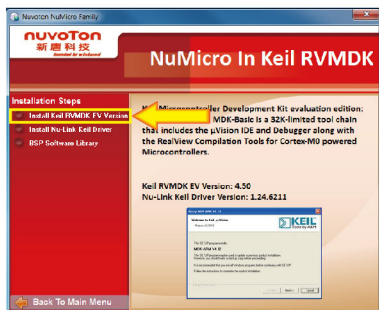 Nuvoton NuMicro Family
nuvoTon
新唐科技
NuMicro In Keil RVMDK
Installation Steps
Install Keil RVMDK EV Version
Install Nu-Link Keil Driver
BSP Software Library
Microcontroller Development Kit evaluation edition:
MDK-Basic is a 32K-limited tool chain
that includes the µVision IDE and Debugger along with
the RealView Compilation Tools for Cortex-M0 powered
Microcontrollers.
Keil RVMDK EV Version: 4.50
Nu-Link Keil Driver Version: 1.24.6211
KEIL
Tools by ARM
Back To Main Menu